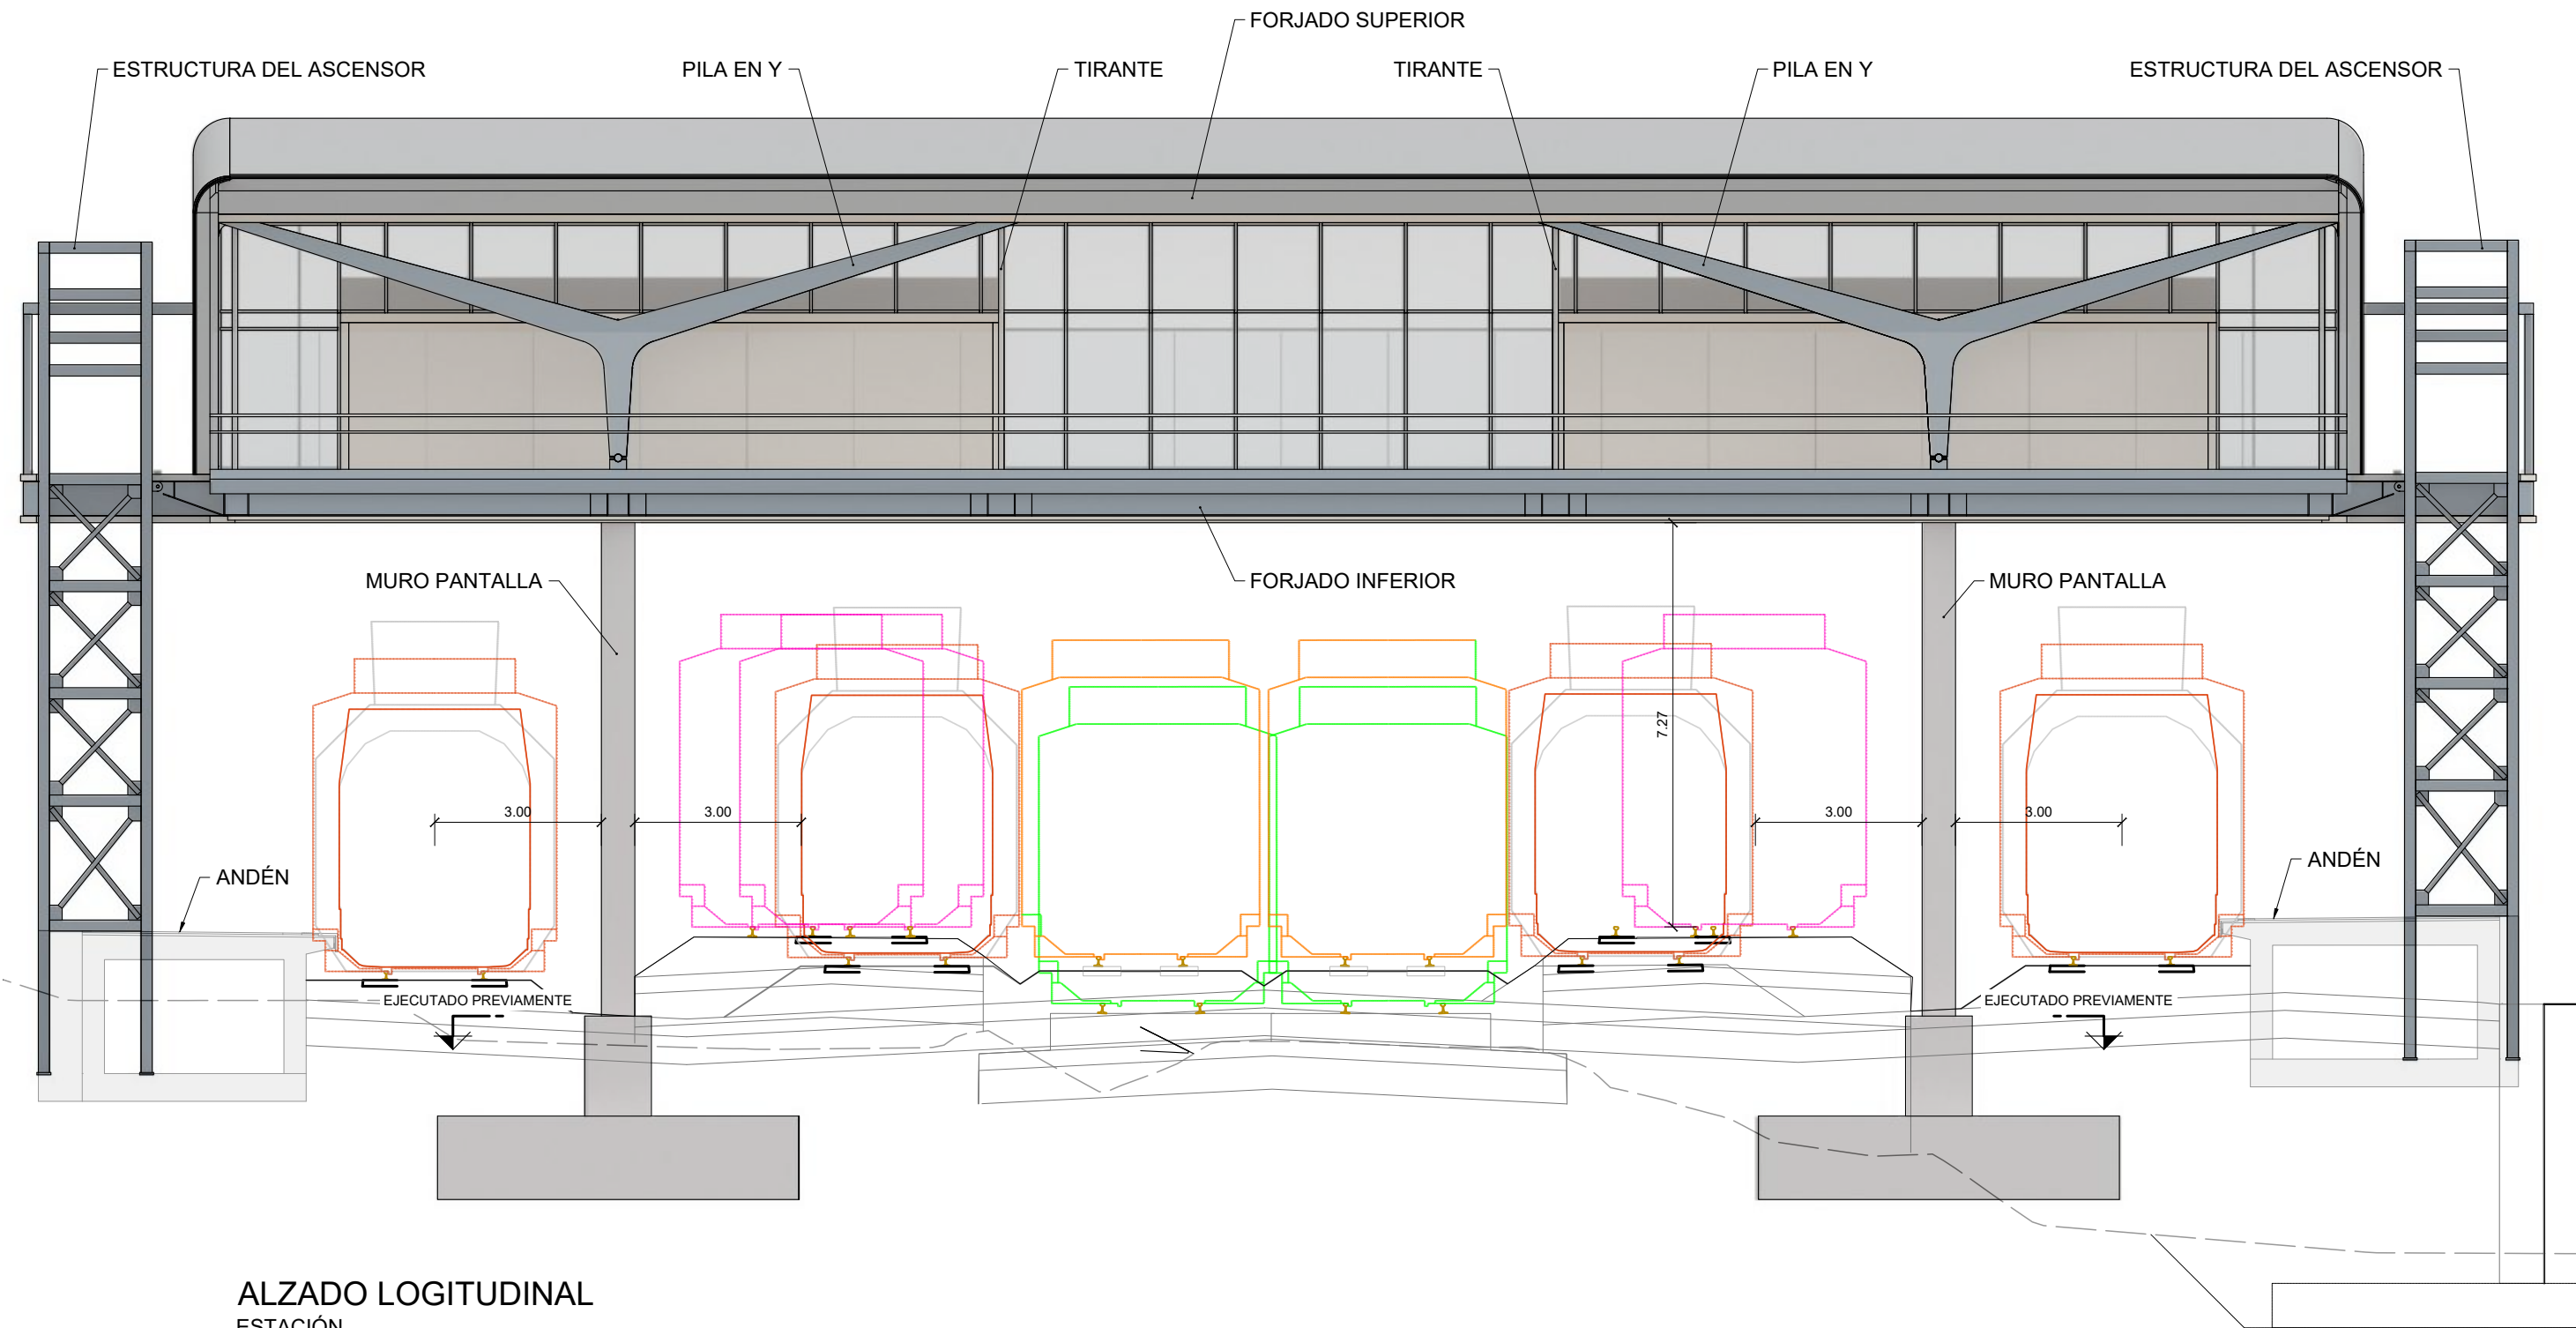 FORJADO SUPERIOR
ESTRUCTURA DEL ASCENSOR
PILA EN Y
TIRANTE
TIRANTE
PILA EN Y
ESTRUCTURA DEL ASCENSOR
MURO PANTALLA
FORJADO INFERIOR
MURO PANTALLA
7.27
3.00
3.00
3.00
3.00
ANDÉN
ANDÉN
EJECUTADO PREVIAMENTE
EJECUTADO PREVIAMENTE
ALZADO LOGITUDINAL
ESTACIÓN